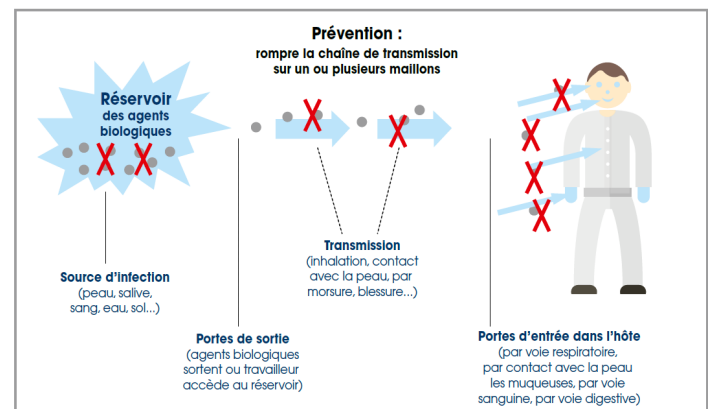 Prévention :
rompre la chaîne de transmission
sur un ou plusieurs maillons
Réservoir
des agents
biologiques
Source d'infection
(peau, salive,
sang, eau, sol...)
Portes de sortie
(agents biologiques
sortent ou travailleur
accède au réservoir)
Transmission
(inhalation, contact
avec la peau, par
morsure, blessure...)
Portes d'entrée dans l'hôte
(par voie respiratoire,
par contact avec la peau
les muqueuses, par voie
sanguine, par voie digestive)